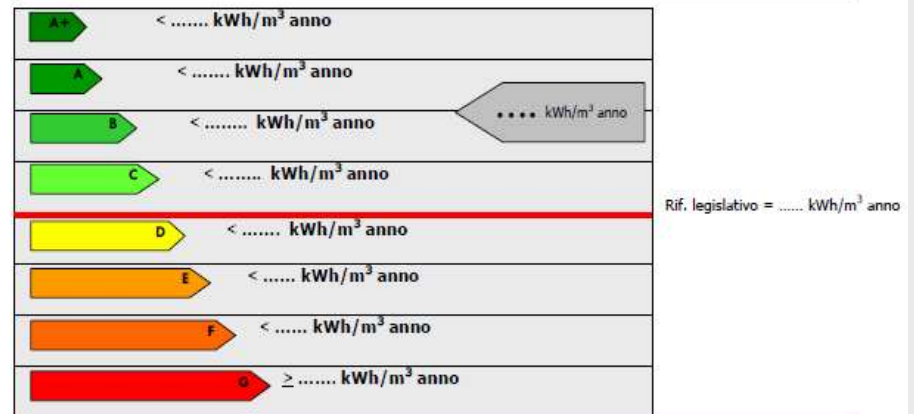 A+ < ....... kWh/m³ anno
A < ....... kWh/m³ anno
•••• kWh/m³ anno
B < ........ kWh/m³ anno
C < ........ kWh/m³ anno
Rif. legislativo = ...... kWh/m³ anno
D < ....... kWh/m³ anno
E < ...... kWh/m³ anno
F < ...... kWh/m³ anno
G ≥ ....... kWh/m³ anno